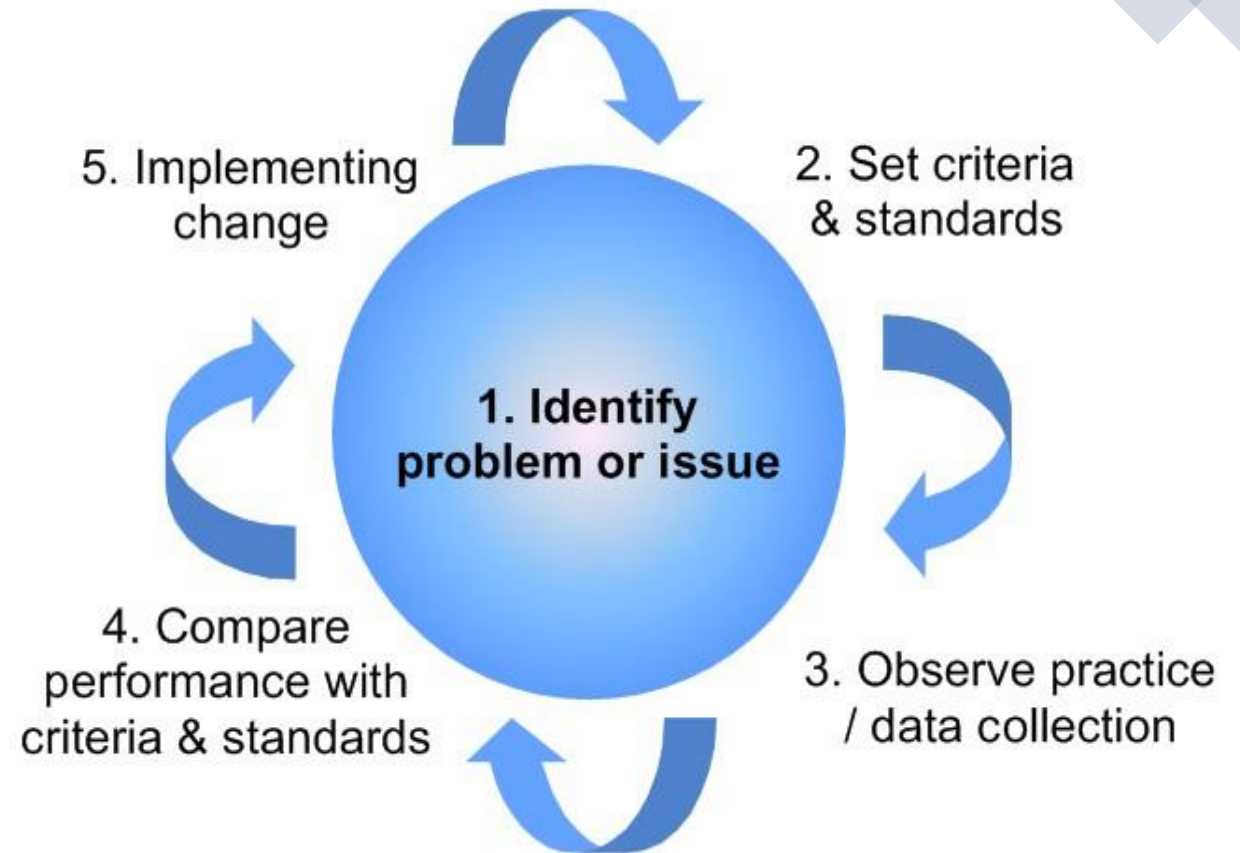 1. Identify
problem or issue
2. Set criteria
& standards
3. Observe practice
/ data collection
4. Compare
performance with
criteria & standards
5. Implementing
change